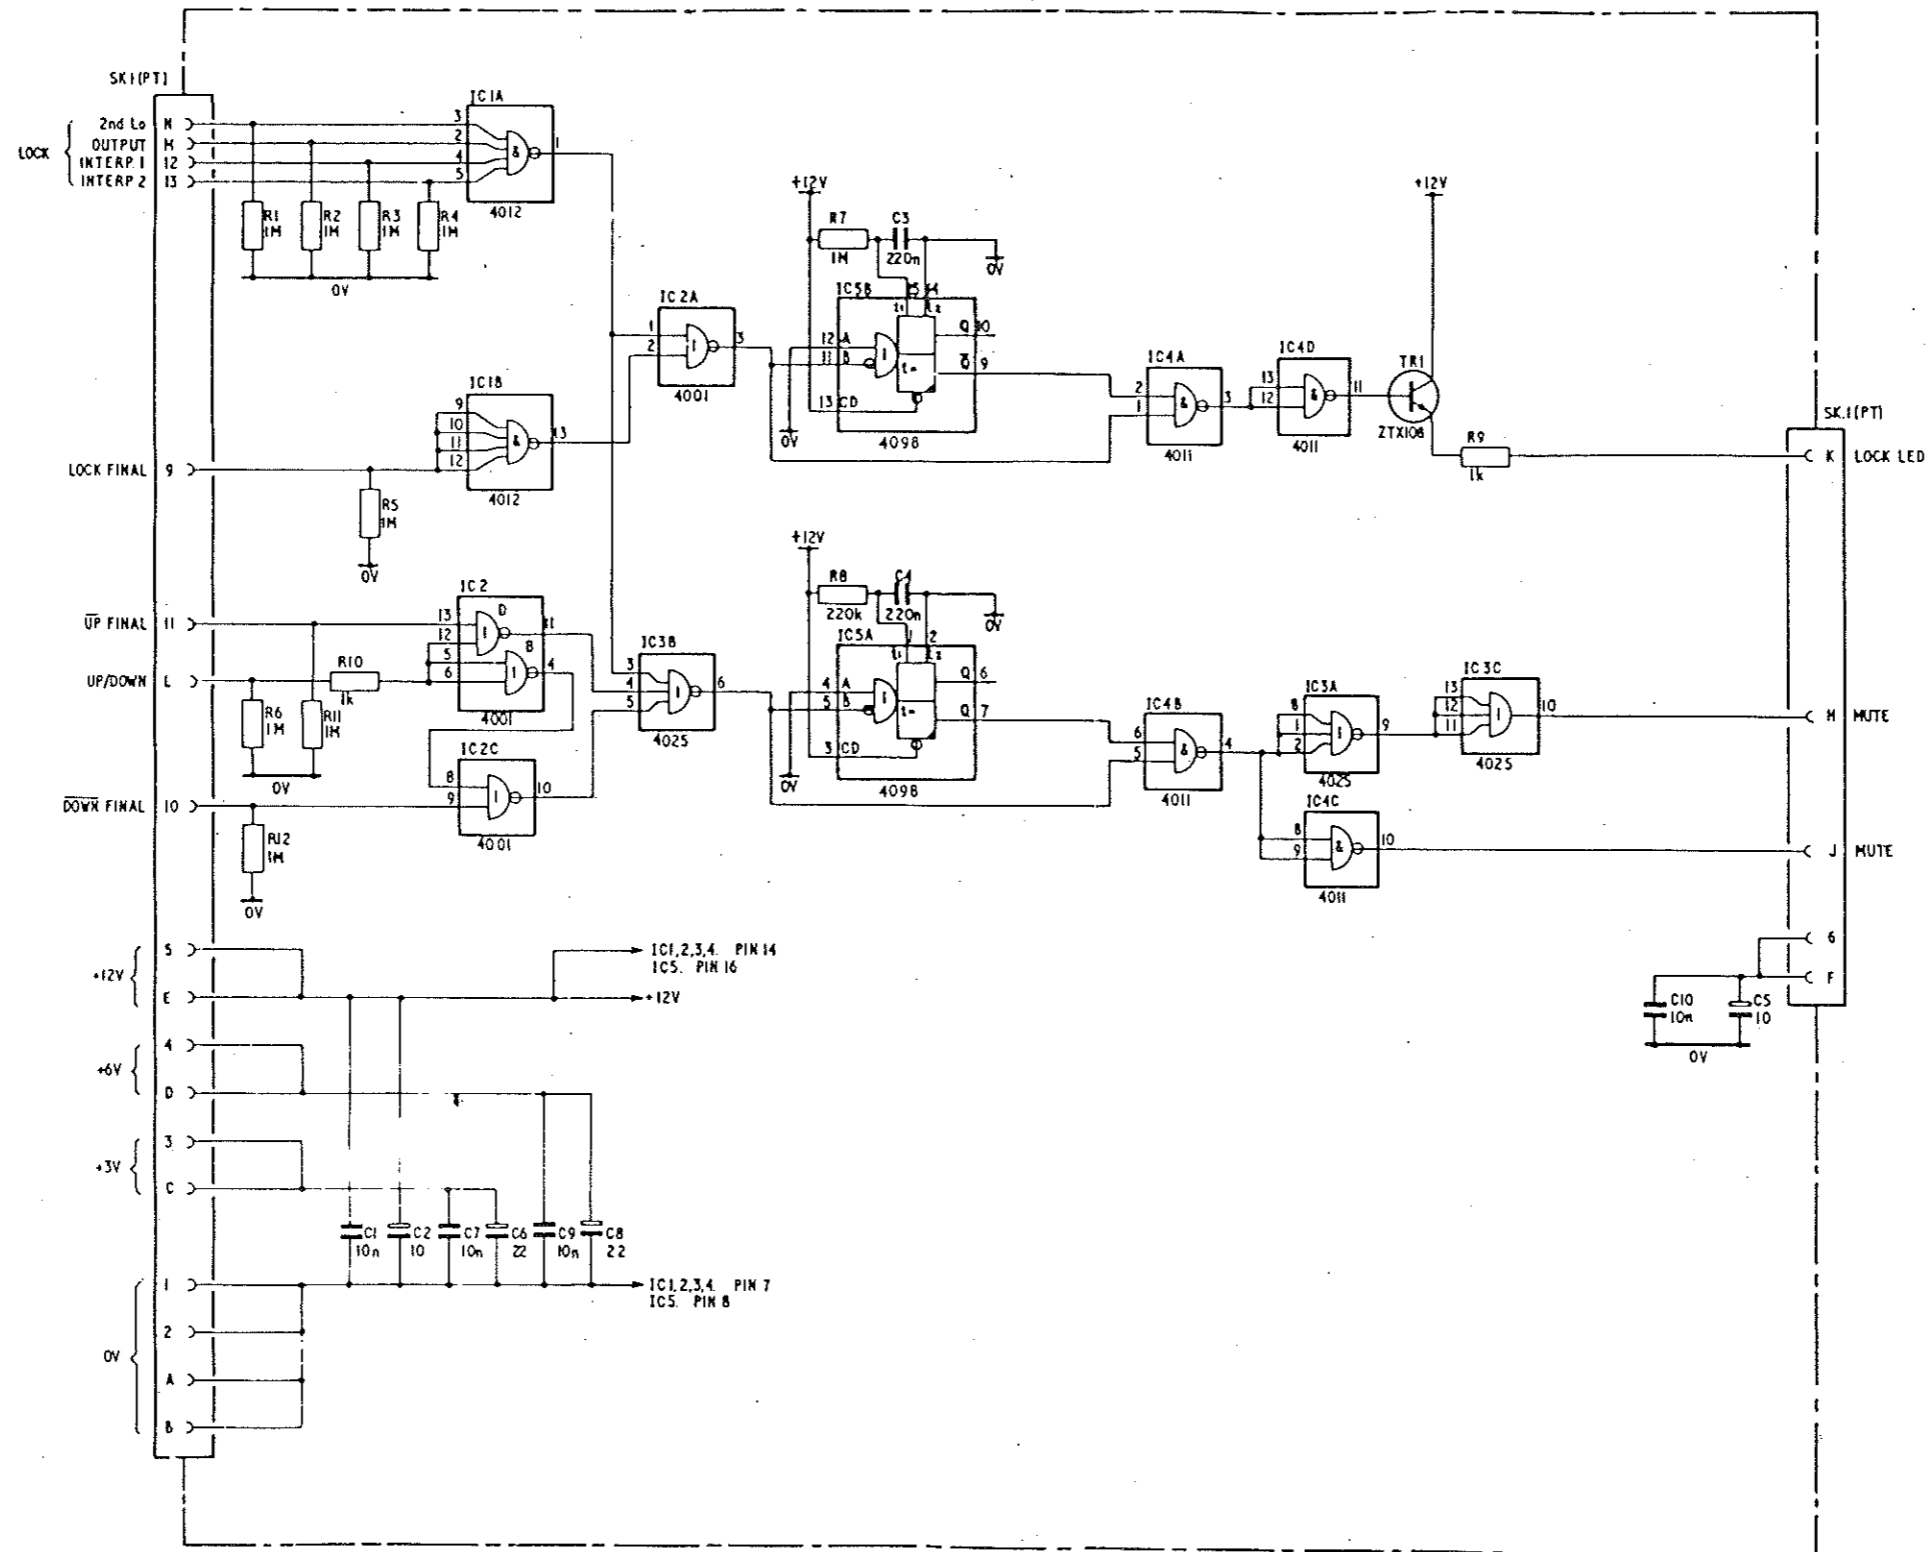 SK1(PT)
LOCK
2nd Lo N
OUTPUT M
INTERP.1 12
INTERP 2 13
R1 1M
R2 1M
R3 1M
R4 1M
0V
IC1A
3
2
4
5
1
4012
IC1B
9
10
11
12
13
4012
LOCK FINAL 9
R5 1M
0V
IC2A
1
2
3
4001
+12V
R7
1M
C3
220n
0V
IC5B
15 14
t1 t2
12 A
11 B
t=
Q 10
Q̅ 9
13 CD
0V
4098
IC4A
2
1
3
4011
IC4D
13
12
11
4011
+12V
TR1
ZTX108
R9
1k
SK.1(PT)
K LOCK LED
U̅P̅ FINAL 11
UP/DOWN L
R10
1k
R6 1M
R11 1M
0V
IC2
D
13
12
11
B
5
6
4
4001
IC2C
8
9
10
4001
D̅O̅W̅N̅ FINAL 10
R12 1M
0V
IC3B
3
4
5
6
4025
+12V
R8
220k
C4
220n
0V
IC5A
1 2
t1 t2
4 A
5 B
t=
Q 6
Q 7
3 CD
0V
4098
IC4B
6
5
4
4011
IC3A
8
1
2
9
4025
IC3C
13
12
11
10
4025
H MUTE
IC4C
8
9
10
4011
J MUTE
6
F
C10 10n
C5 10
0V
+12V
5
E
IC1,2,3,4. PIN 14
IC5. PIN 16
+12V
+6V
4
D
+3V
3
C
C1 10n
C2 10
C7 10n
C6 22
C9 10n
C8 22
0V
1
2
A
B
IC1,2,3,4. PIN 7
IC5. PIN 8